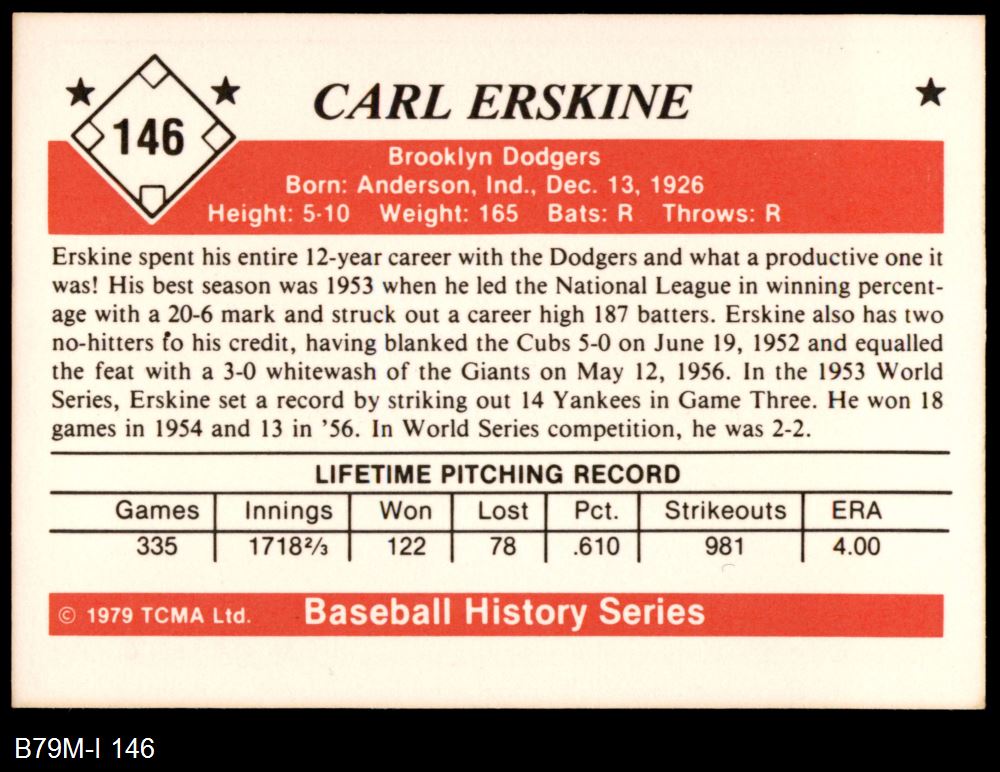 146
CARL ERSKINE
Brooklyn Dodgers
Born: Anderson, Ind., Dec. 13, 1926
Height: 5-10 Weight: 165 Bats: R Throws: R
Erskine spent his entire 12-year career with the Dodgers and what a productive one it
was! His best season was 1953 when he led the National League in winning percent-
age with a 20-6 mark and struck out a career high 187 batters. Erskine also has two
no-hitters to his credit, having blanked the Cubs 5-0 on June 19, 1952 and equalled
the feat with a 3-0 whitewash of the Giants on May 12, 1956. In the 1953 World
Series, Erskine set a record by striking out 14 Yankees in Game Three. He won 18
games in 1954 and 13 in '56. In World Series competition, he was 2-2.
LIFETIME PITCHING RECORD
Games Innings Won Lost Pct. Strikeouts ERA
335 1718⅔ 122 78 .610 981 4.00
© 1979 TCMA Ltd. Baseball History Series
B79M-I 146